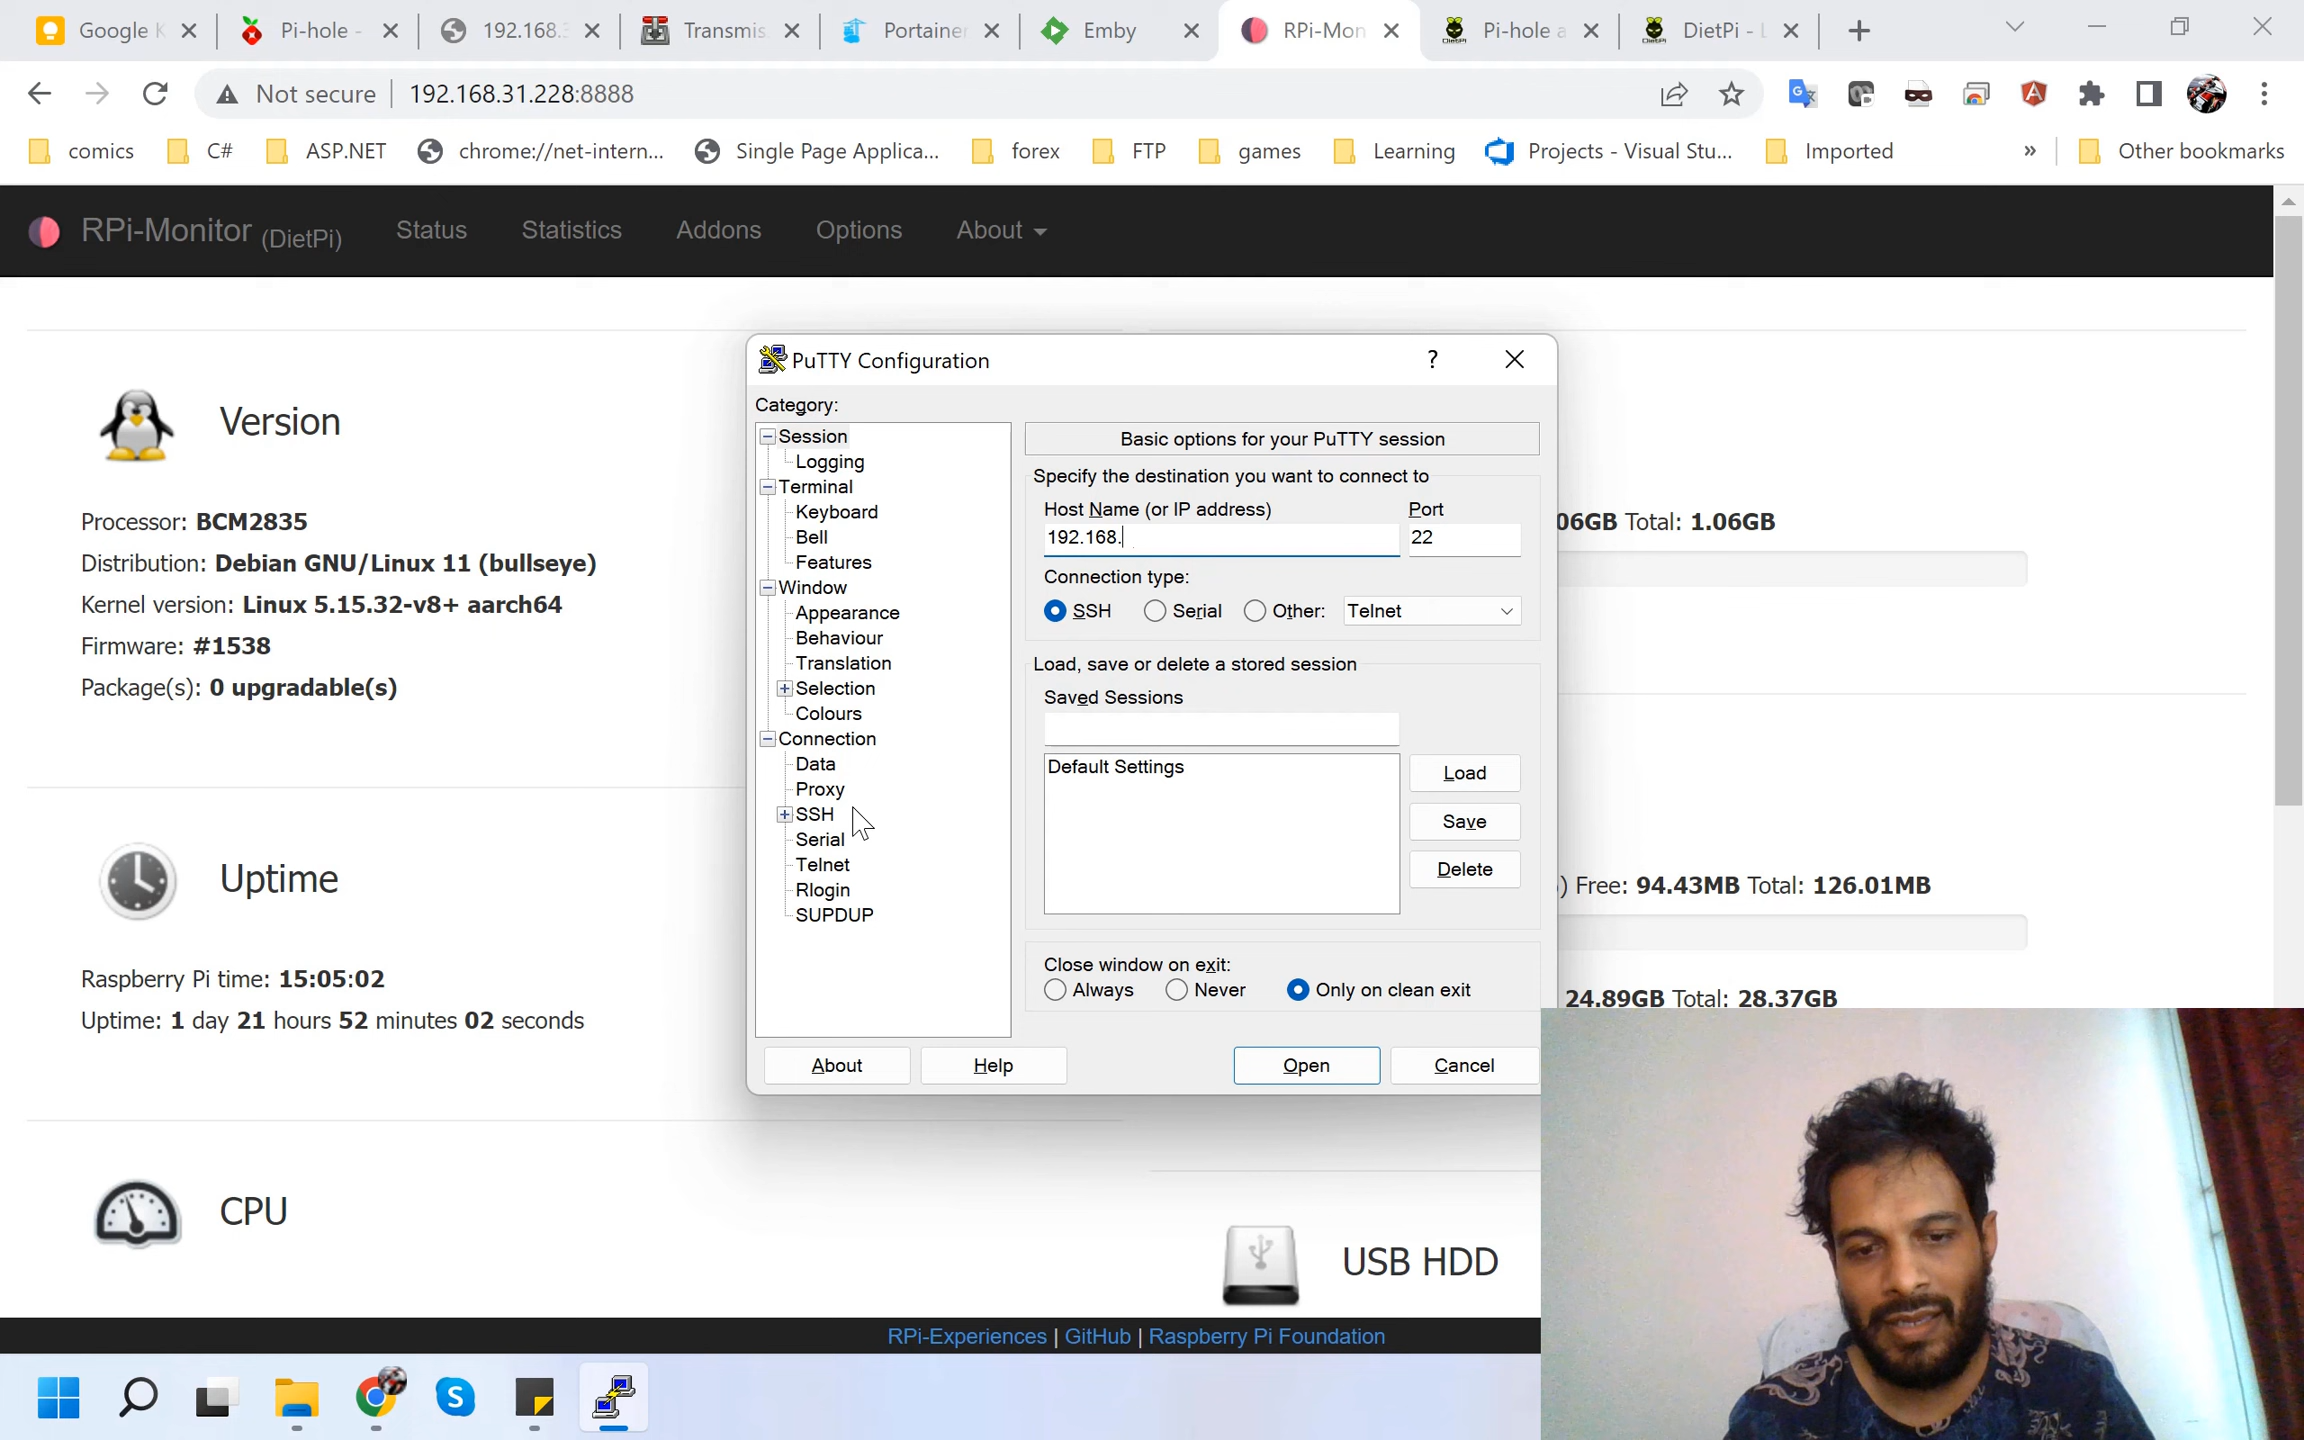 Google K
Pi-hole -
192.168.3
Transmis
Portaine
Emby
RPi-Mon
Pi-hole a
DietPi - L
Not secure
192.168.31.228:8888
comics
C#
ASP.NET
chrome://net-intern...
Single Page Applica...
forex
FTP
games
Learning
Projects - Visual Stu...
Imported
»
Other bookmarks
RPi-Monitor (DietPi)
Status
Statistics
Addons
Options
About
Version
Processor: BCM2835
Distribution: Debian GNU/Linux 11 (bullseye)
Kernel version: Linux 5.15.32-v8+ aarch64
Firmware: #1538
Package(s): 0 upgradable(s)
Uptime
Raspberry Pi time: 15:05:02
Uptime: 1 day 21 hours 52 minutes 02 seconds
CPU
PuTTY Configuration
?
Category:
Session
Logging
Terminal
Keyboard
Bell
Features
Window
Appearance
Behaviour
Translation
Selection
Colours
Connection
Data
Proxy
SSH
Serial
Telnet
Rlogin
SUPDUP
Basic options for your PuTTY session
Specify the destination you want to connect to
Host Name (or IP address)
Port
192.168.
22
Connection type:
SSH
Serial
Other:
Telnet
Load, save or delete a stored session
Saved Sessions
Default Settings
Load
Save
Delete
Close window on exit:
Always
Never
Only on clean exit
About
Help
Open
Cancel
06GB Total: 1.06GB
) Free: 94.43MB Total: 126.01MB
24.89GB Total: 28.37GB
USB HDD
RPi-Experiences | GitHub | Raspberry Pi Foundation